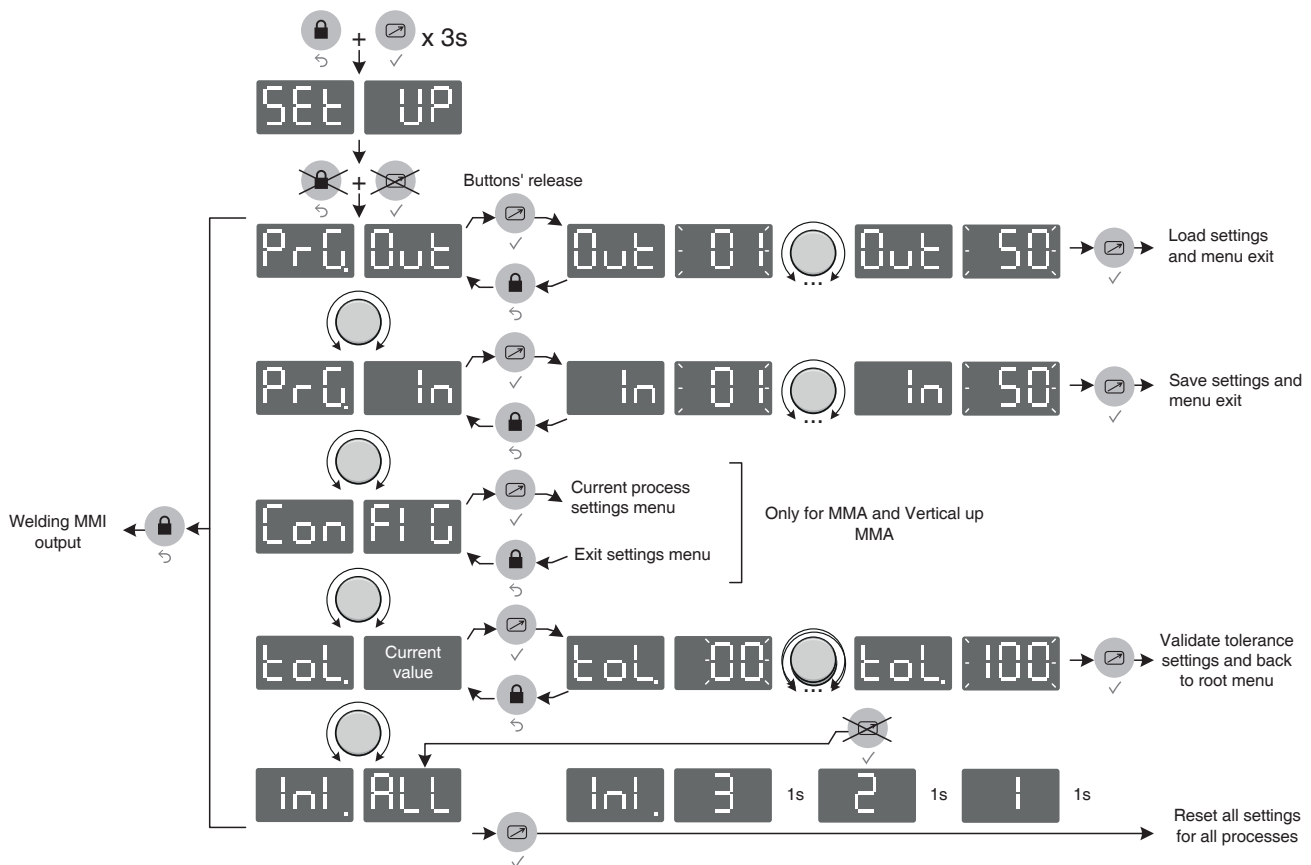 + x 3s
SEt UP
+
Buttons' release
PrG. Out Out 01 ... Out 50
Load settings
and menu exit
PrG. In In 01 ... In 50
Save settings and
menu exit
Con FIG
Current process
settings menu
Exit settings menu
Only for MMA and Vertical up
MMA
Welding MMI
output
toL. Current
value
toL. 00 ... toL. 100
Validate tolerance
settings and back
to root menu
InI. ALL InI. 3 1s 2 1s 1 1s
Reset all settings
for all processes